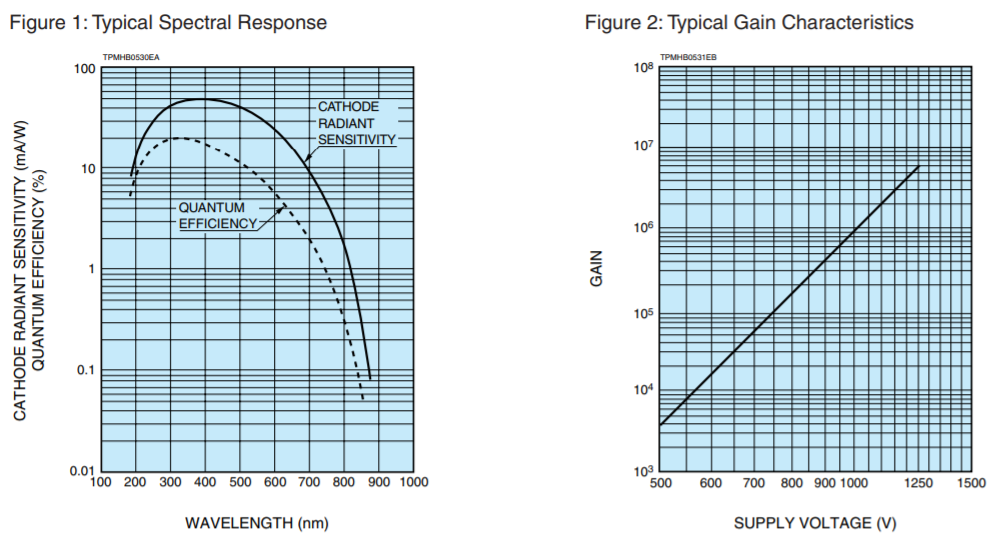 Figure 1: Typical Spectral Response
TPMHB0530EA
CATHODE RADIANT SENSITIVITY (mA/W)
QUANTUM EFFICIENCY (%)
100
10
1
0.1
0.01
CATHODE
RADIANT
SENSITIVITY
QUANTUM
EFFICIENCY
100 200 300 400 500 600 700 800 900 1000
WAVELENGTH (nm)
Figure 2: Typical Gain Characteristics
TPMHB0531EB
GAIN
10⁸
10⁷
10⁶
10⁵
10⁴
10³
500 600 700 800 900 1000 1250 1500
SUPPLY VOLTAGE (V)